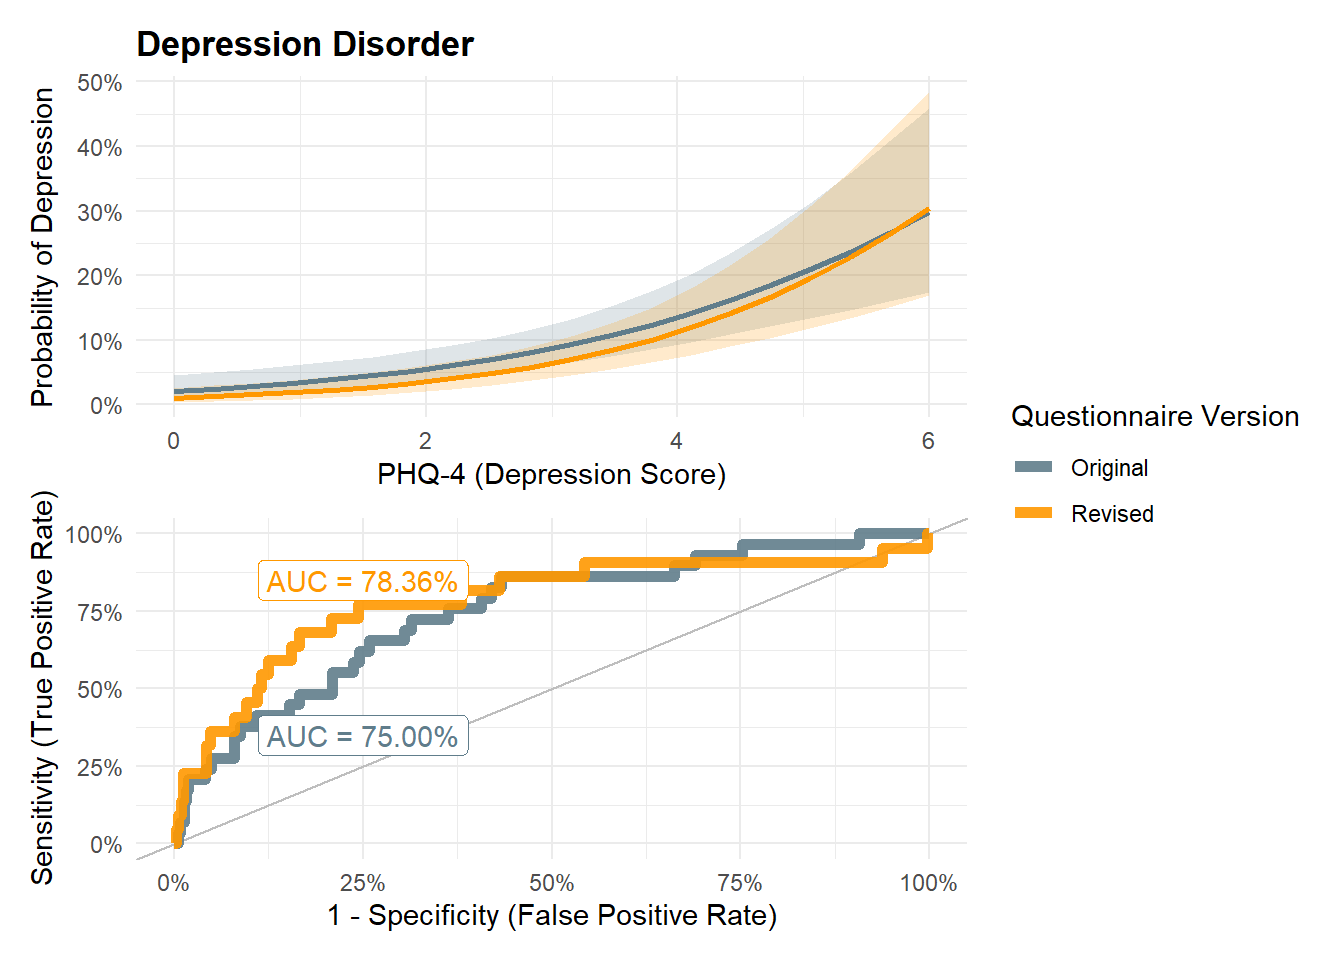 Depression Disorder
Probability of Depression
50%
40%
30%
20%
10%
0%
0 2 4 6
PHQ-4 (Depression Score)
Questionnaire Version
Original
Revised
Sensitivity (True Positive Rate)
100%
75%
50%
25%
0%
AUC = 78.36%
AUC = 75.00%
0% 25% 50% 75% 100%
1 - Specificity (False Positive Rate)